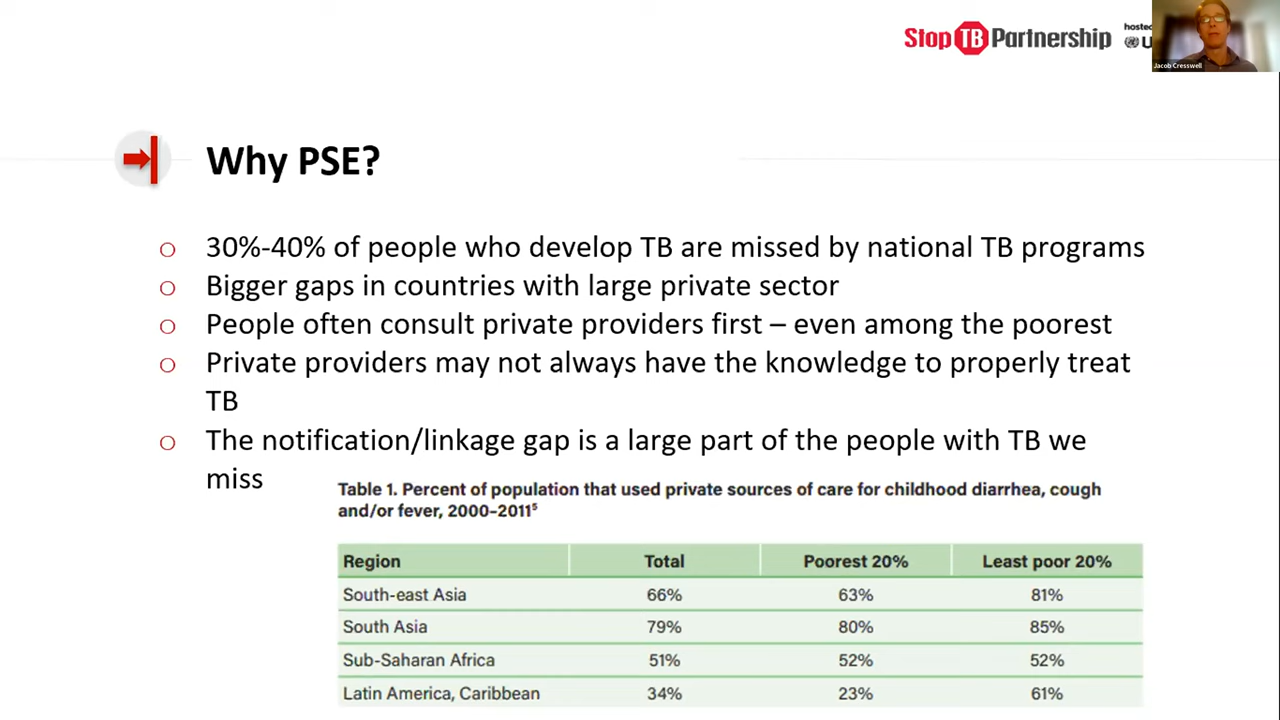 Stop TB Partnership
hosted
U
Jacob Cresswell
Why PSE?
o 30%-40% of people who develop TB are missed by national TB programs
o Bigger gaps in countries with large private sector
o People often consult private providers first – even among the poorest
o Private providers may not always have the knowledge to properly treat
TB
o The notification/linkage gap is a large part of the people with TB we
miss
Table 1. Percent of population that used private sources of care for childhood diarrhea, cough
and/or fever, 2000–2011⁵
Region Total Poorest 20% Least poor 20%
South-east Asia 66% 63% 81%
South Asia 79% 80% 85%
Sub-Saharan Africa 51% 52% 52%
Latin America, Caribbean 34% 23% 61%